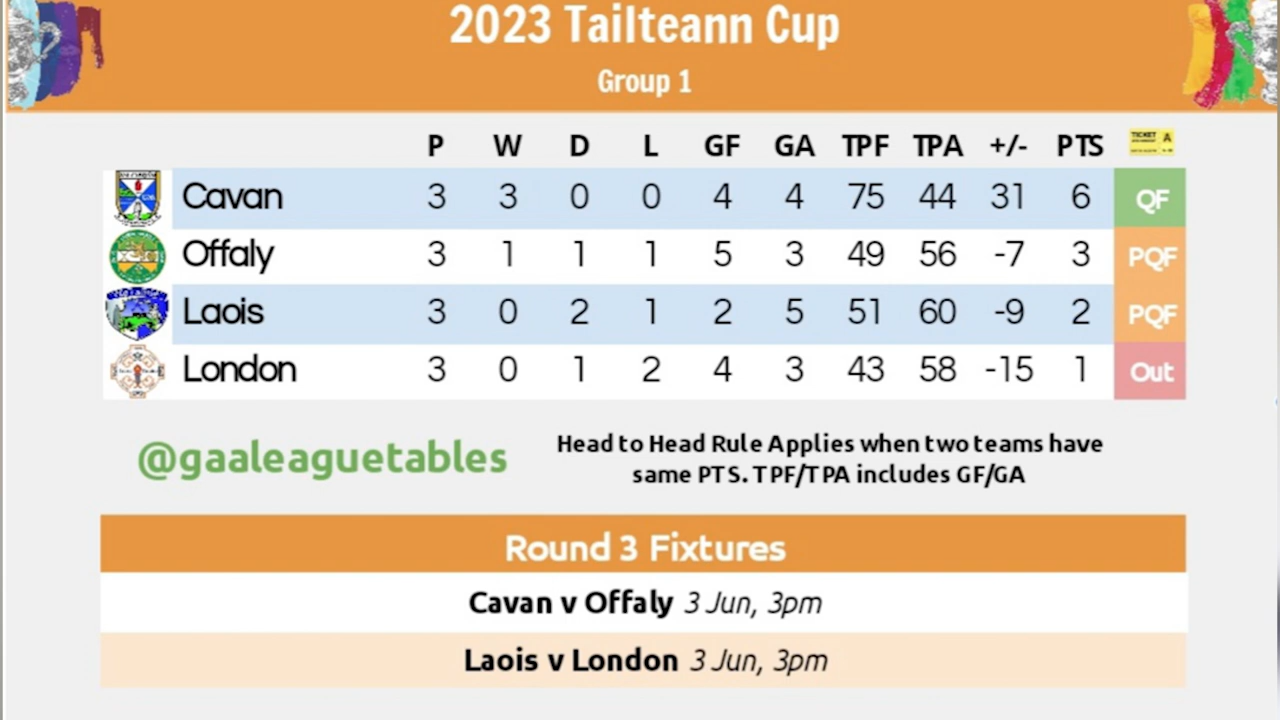 2023 Tailteann Cup
Group 1
P W D L GF GA TPF TPA +/- PTS TICKET A
Cavan 3 3 0 0 4 4 75 44 31 6 QF
Offaly 3 1 1 1 5 3 49 56 -7 3 PQF
Laois 3 0 2 1 2 5 51 60 -9 2 PQF
London 3 0 1 2 4 3 43 58 -15 1 Out
@gaaleaguetables
Head to Head Rule Applies when two teams have
same PTS. TPF/TPA includes GF/GA
Round 3 Fixtures
Cavan v Offaly 3 Jun, 3pm
Laois v London 3 Jun, 3pm